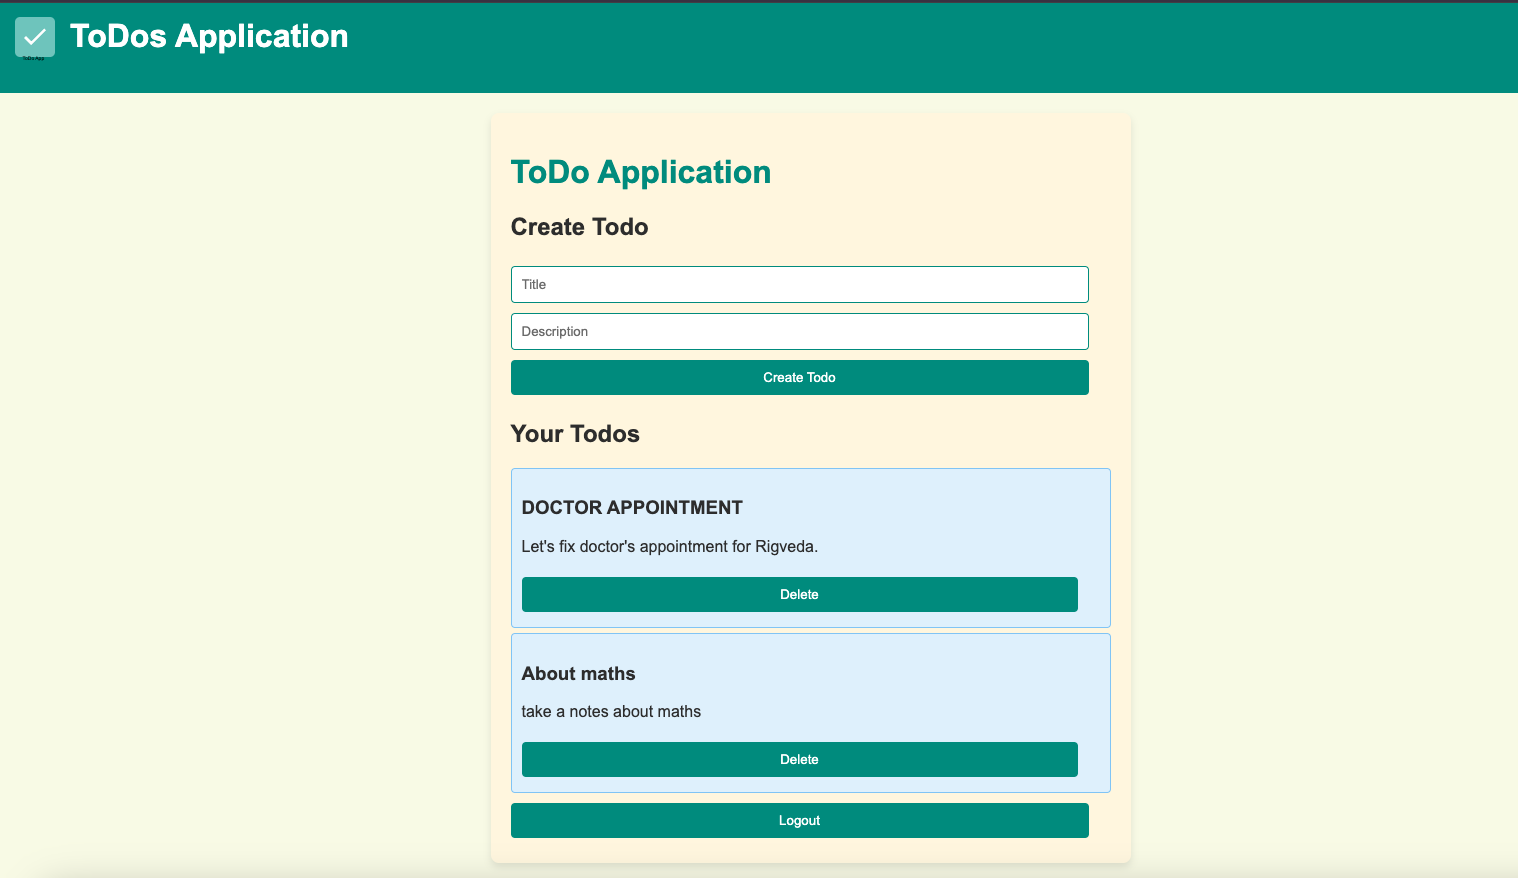 ToDos Application
ToDo App
ToDo Application
Create Todo
Title
Description
Create Todo
Your Todos
DOCTOR APPOINTMENT
Let's fix doctor's appointment for Rigveda.
Delete
About maths
take a notes about maths
Delete
Logout